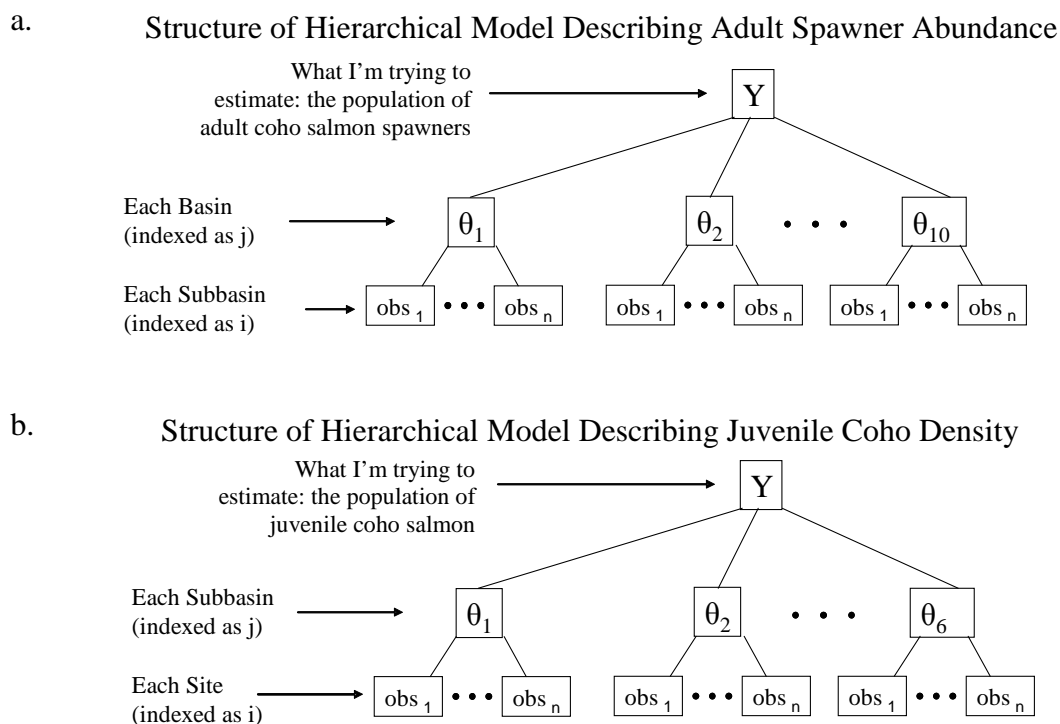 a.
Structure of Hierarchical Model Describing Adult Spawner Abundance
What I'm trying to
estimate: the population of
adult coho salmon spawners
Y
Each Basin
(indexed as j)
θ1 θ2 • • • θ10
Each Subbasin
(indexed as i)
obs 1 • • • obs n obs 1 • • • obs n obs 1 • • • obs n
b.
Structure of Hierarchical Model Describing Juvenile Coho Density
What I'm trying to
estimate: the population of
juvenile coho salmon
Y
Each Subbasin
(indexed as j)
θ1 θ2 • • • θ6
Each Site
(indexed as i)
obs 1 • • • obs n obs 1 • • • obs n obs 1 • • • obs n